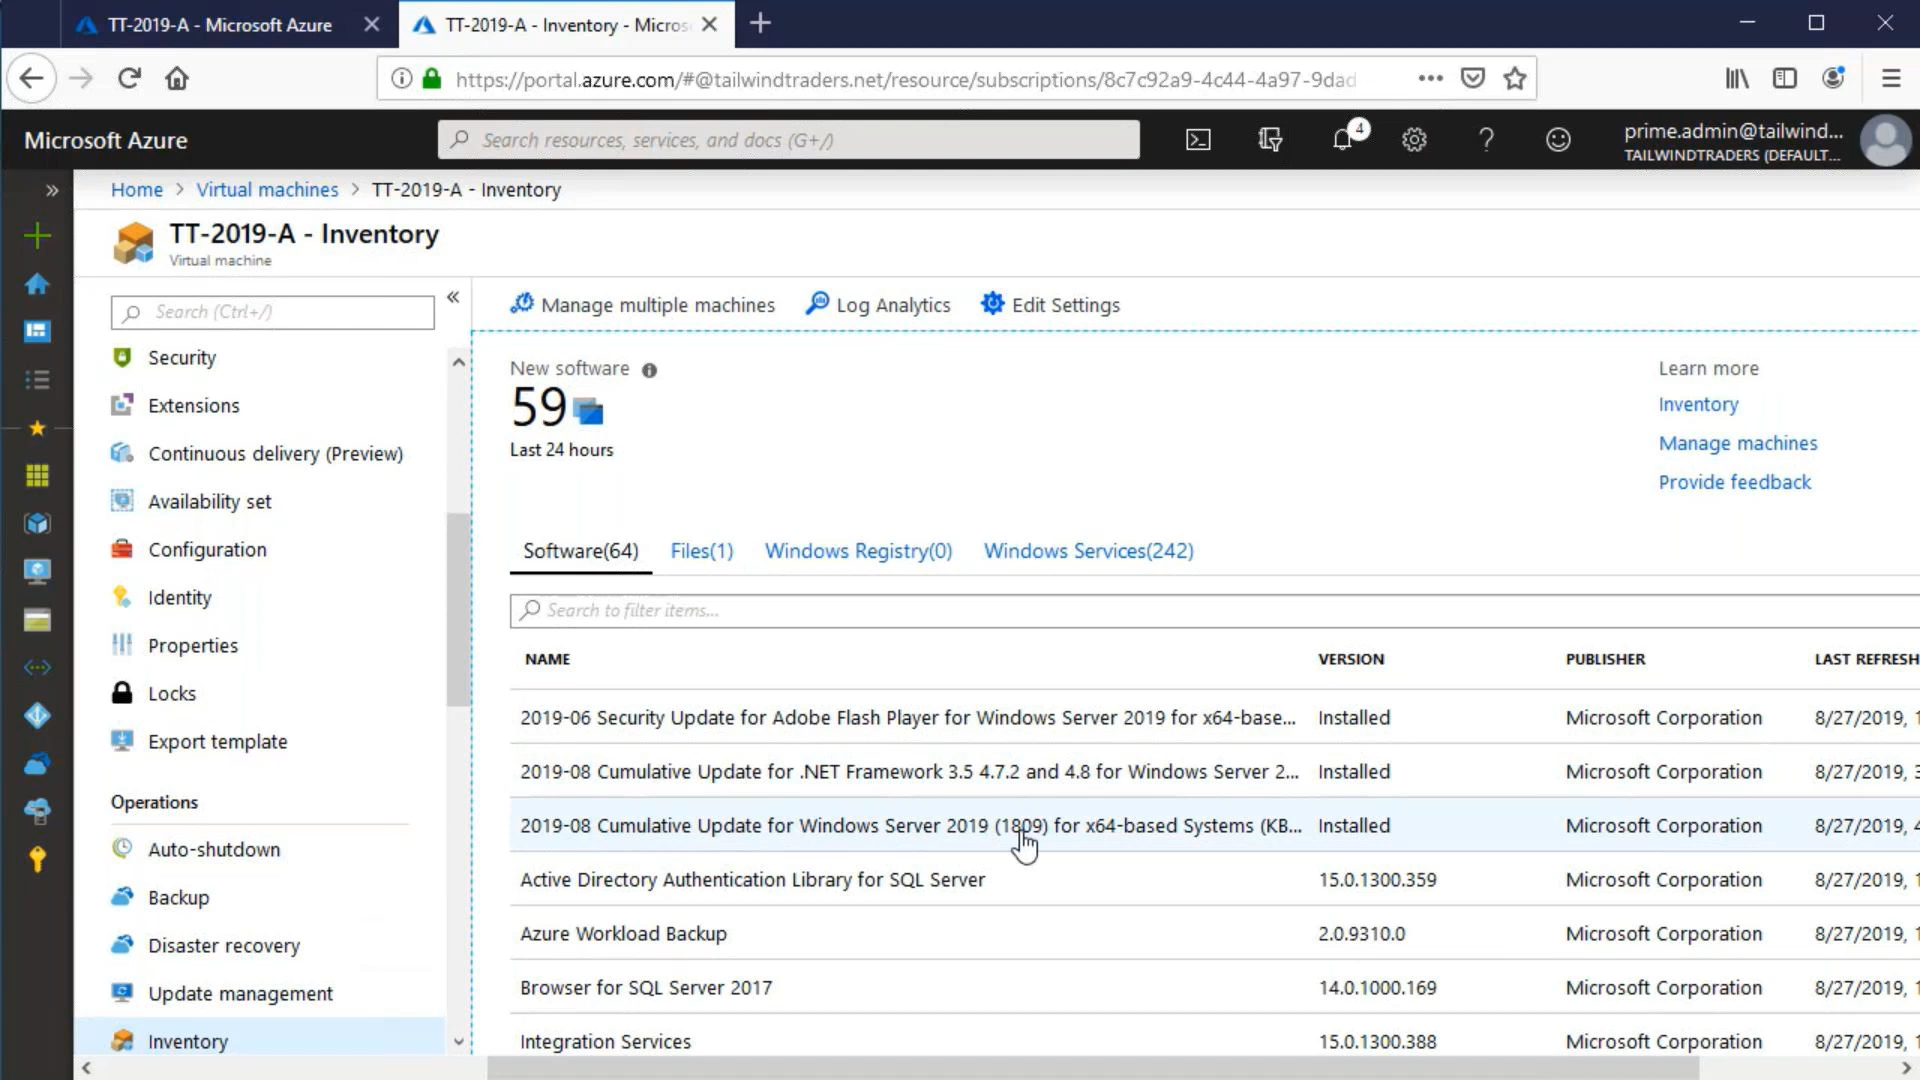 TT-2019-A - Microsoft Azure
TT-2019-A - Inventory - Micros
https://portal.azure.com/#@tailwindtraders.net/resource/subscriptions/8c7c92a9-4c44-4a97-9dad
Microsoft Azure
Search resources, services, and docs (G+/)
4
prime.admin@tailwind...
TAILWINDTRADERS (DEFAULT...
Home > Virtual machines > TT-2019-A - Inventory
TT-2019-A - Inventory
Virtual machine
Search (Ctrl+/)
Security
Extensions
Continuous delivery (Preview)
Availability set
Configuration
Identity
Properties
Locks
Export template
Operations
Auto-shutdown
Backup
Disaster recovery
Update management
Inventory
Manage multiple machines
Log Analytics
Edit Settings
New software
59
Last 24 hours
Learn more
Inventory
Manage machines
Provide feedback
Software(64) Files(1) Windows Registry(0) Windows Services(242)
Search to filter items...
NAME VERSION PUBLISHER LAST REFRESH
2019-06 Security Update for Adobe Flash Player for Windows Server 2019 for x64-base... Installed Microsoft Corporation 8/27/2019, 1
2019-08 Cumulative Update for .NET Framework 3.5 4.7.2 and 4.8 for Windows Server 2... Installed Microsoft Corporation 8/27/2019, 3
2019-08 Cumulative Update for Windows Server 2019 (1809) for x64-based Systems (KB... Installed Microsoft Corporation 8/27/2019, 4
Active Directory Authentication Library for SQL Server 15.0.1300.359 Microsoft Corporation 8/27/2019, 1
Azure Workload Backup 2.0.9310.0 Microsoft Corporation 8/27/2019, 1
Browser for SQL Server 2017 14.0.1000.169 Microsoft Corporation 8/27/2019, 1
Integration Services 15.0.1300.388 Microsoft Corporation 8/27/2019, 1